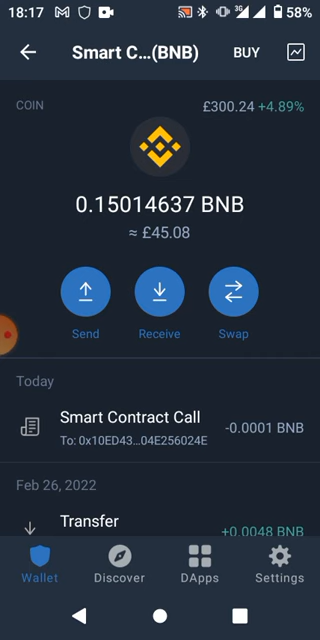 18:17 3G 58%
Smart C...(BNB) BUY
COIN £300.24 +4.89%
0.15014637 BNB
≈ £45.08
Send Receive Swap
Today
Smart Contract Call -0.0001 BNB
To: 0x10ED43...04E256024E
Feb 26, 2022
Transfer +0.0048 BNB
Wallet Discover DApps Settings